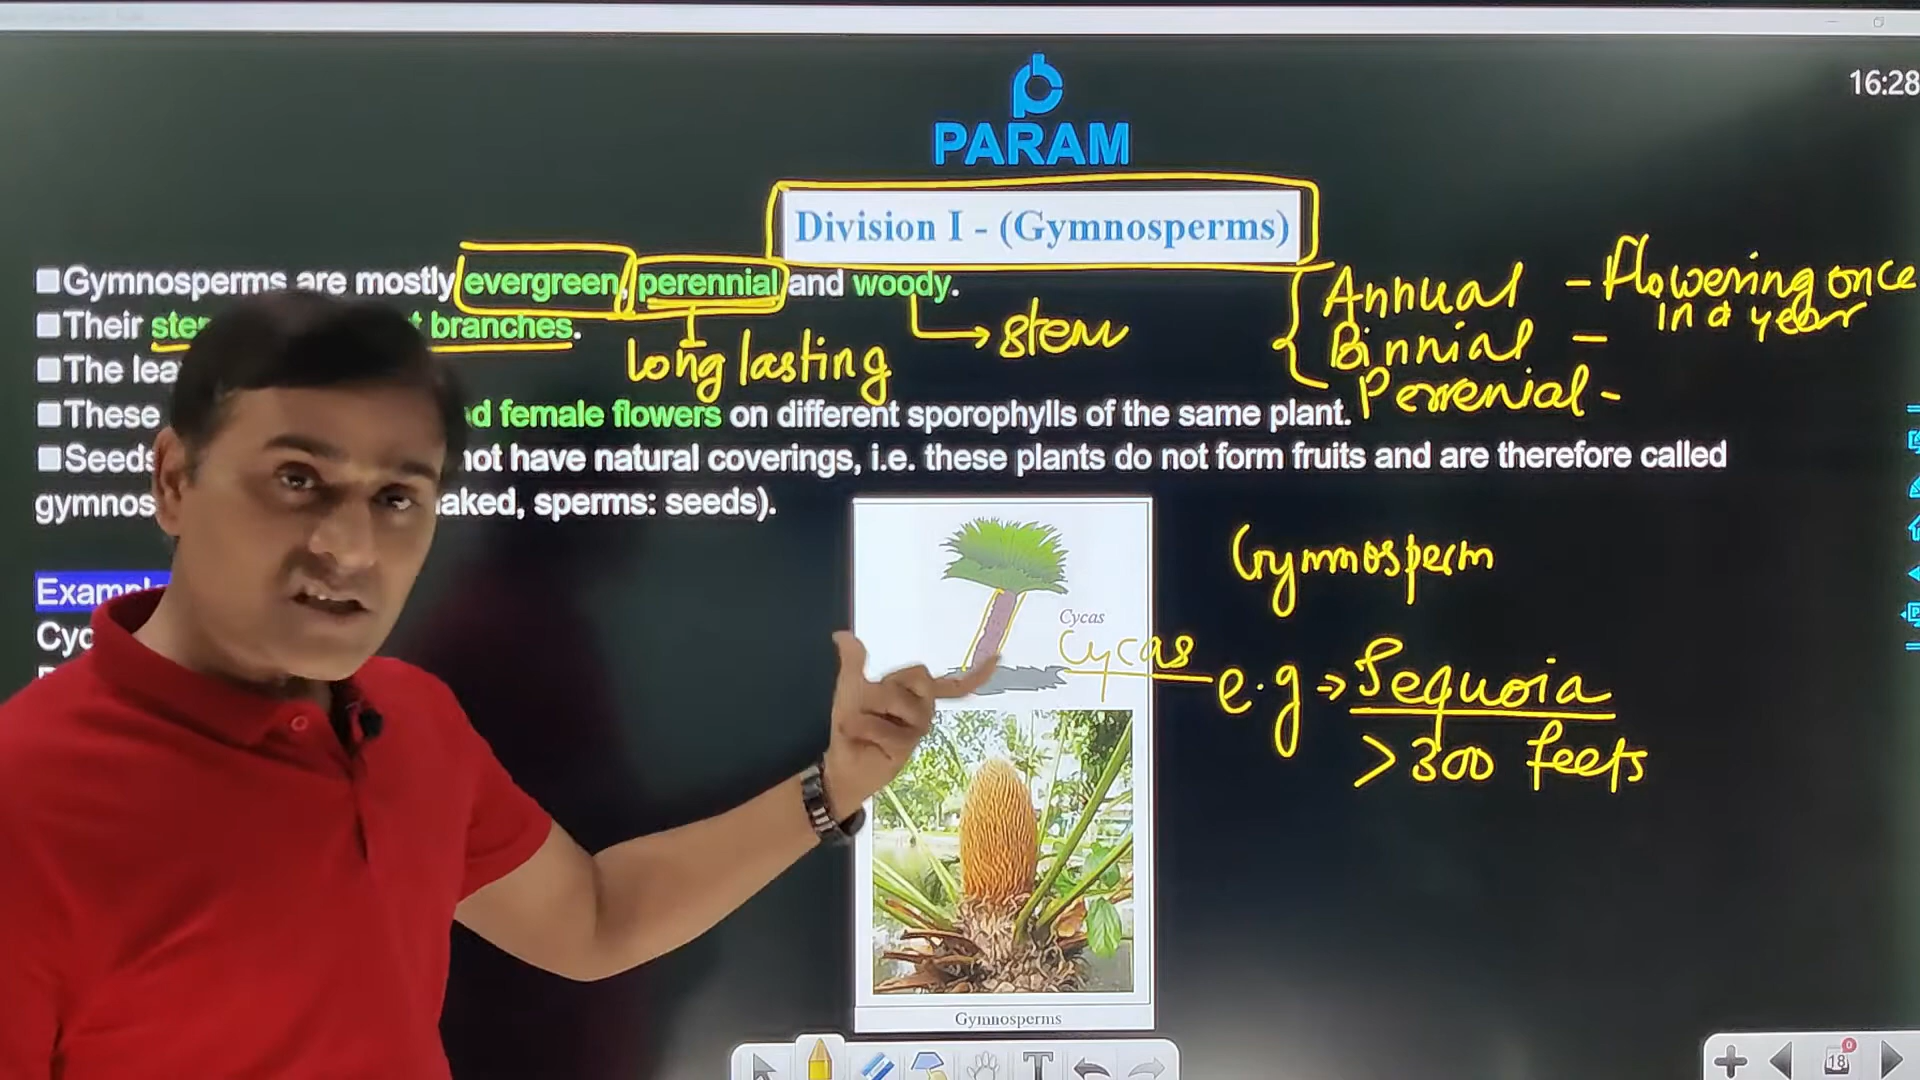 16:28
PARAM
Division I - (Gymnosperms)
Gymnosperms are mostly evergreen, perennial and woody.
Their branches.
The
These female flowers on different sporophylls of the same plant.
Seeds not have natural coverings, i.e. these plants do not form fruits and are therefore called
sperms: seeds).
long lasting
stem
Annual - Flowering once
in a year
Binnial -
Perrenial -
Cycas
Cycas
Gymnosperm
e.g → Sequoia
>300 feets
Gymnosperms
T
18
0